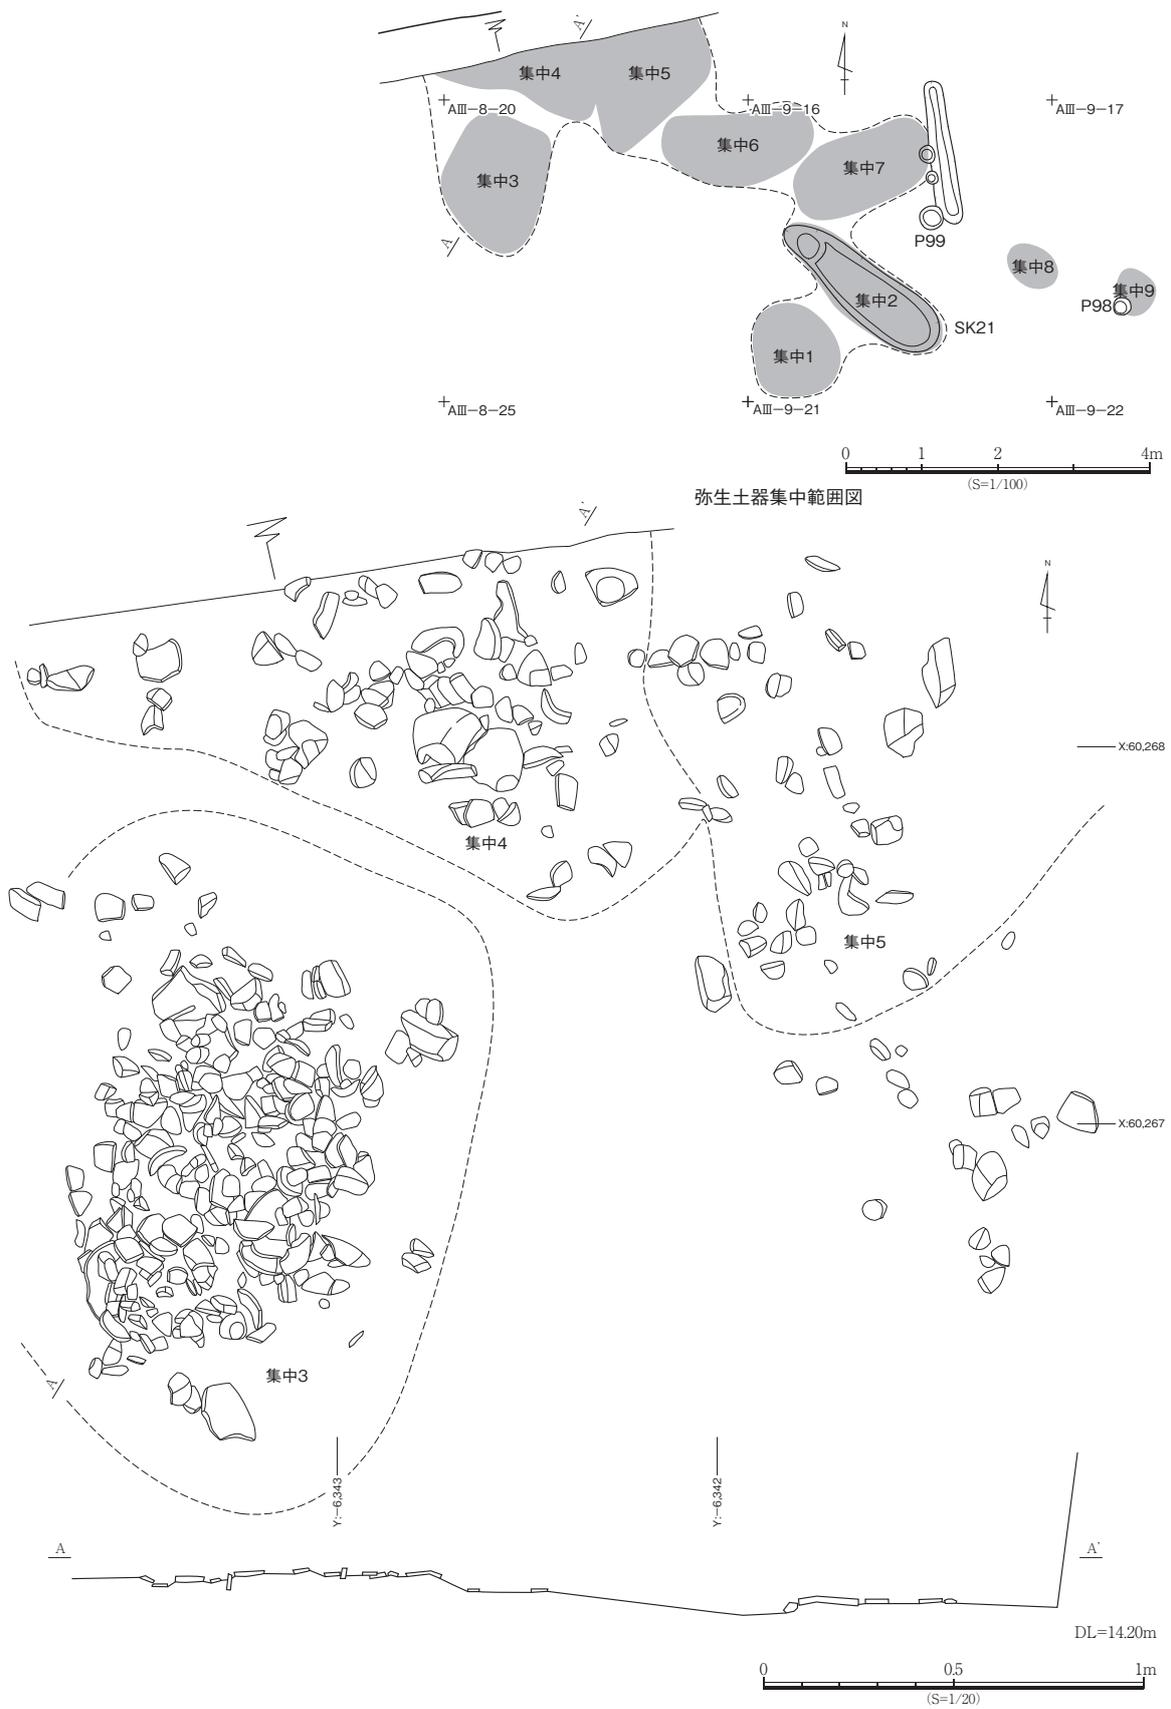 A'
N
集中4
集中5
AⅢ−8−20
AⅢ−9−16
AⅢ−9−17
集中6
集中7
集中3
A
P99
集中8
集中9
P98
集中2
SK21
集中1
AⅢ−8−25
AⅢ−9−21
AⅢ−9−22
0 1 2 4m
(S=1/100)
弥生土器集中範囲図
A'
N
X:60,268
集中4
集中5
X:60,267
集中3
A
Y:−6,343
Y:−6,342
A
A'
DL=14.20m
0 0.5 1m
(S=1/20)